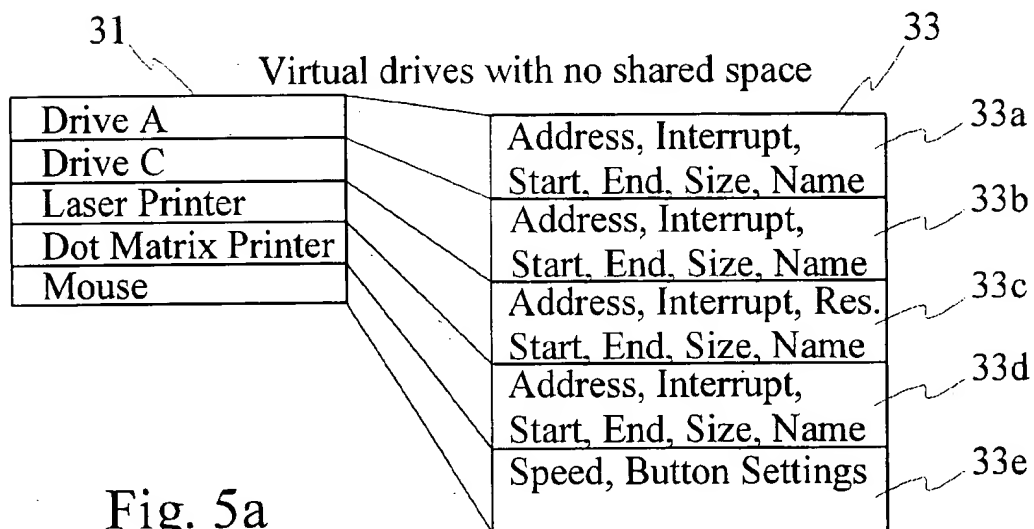 31
33
Virtual drives with no shared space
Drive A
Drive C
Laser Printer
Dot Matrix Printer
Mouse
Address, Interrupt,
Start, End, Size, Name
33a
Address, Interrupt,
Start, End, Size, Name
33b
Address, Interrupt, Res.
Start, End, Size, Name
33c
Address, Interrupt,
Start, End, Size, Name
33d
Speed, Button Settings
33e
Fig. 5a